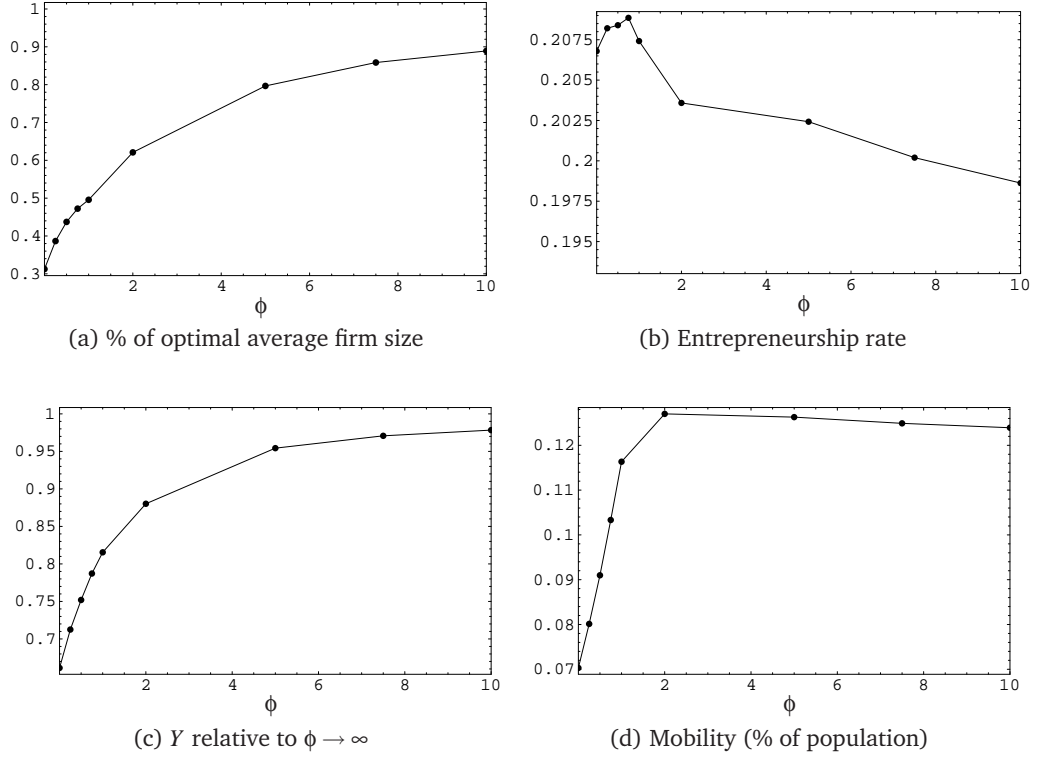 1
0.9
0.8
0.7
0.6
0.5
0.4
0.3
2 4 6 8 10
ϕ
(a) % of optimal average firm size
0.2075
0.205
0.2025
0.2
0.1975
0.195
2 4 6 8 10
ϕ
(b) Entrepreneurship rate
1
0.95
0.9
0.85
0.8
0.75
0.7
2 4 6 8 10
ϕ
(c) Y relative to ϕ → ∞
0.12
0.11
0.1
0.09
0.08
0.07
2 4 6 8 10
ϕ
(d) Mobility (% of population)